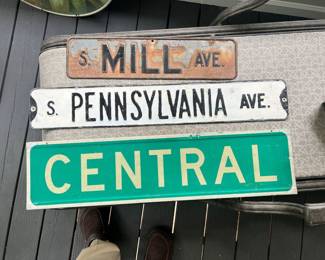 S. MILL AVE.
S. PENNSYLVANIA AVE.
CENTRAL